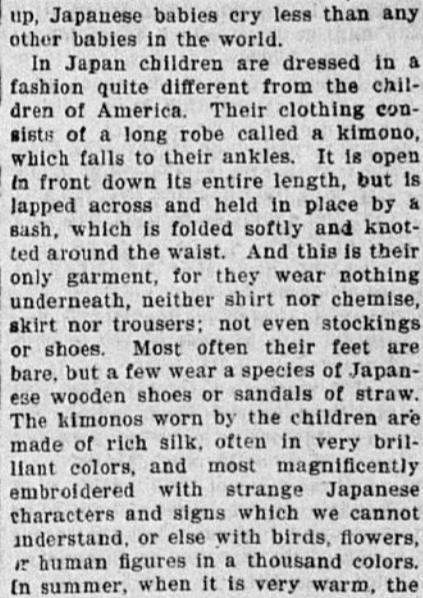 up, Japanese babies cry less than any
other babies in the world.
In Japan children are dressed in a
fashion quite different from the chil-
dren of America. Their clothing con-
sists of a long robe called a kimono,
which falls to their ankles. It is open
in front down its entire length, but is
lapped across and held in place by a
sash, which is folded softly and knot-
ted around the waist. And this is their
only garment, for they wear nothing
underneath, neither shirt nor chemise,
skirt nor trousers; not even stockings
or shoes. Most often their feet are
bare, but a few wear a species of Japan-
ese wooden shoes or sandals of straw.
The kimonos worn by the children are
made of rich silk, often in very bril-
liant colors, and most magnificently
embroidered with strange Japanese
characters and signs which we cannot
understand, or else with birds, flowers,
or human figures in a thousand colors.
In summer, when it is very warm, the